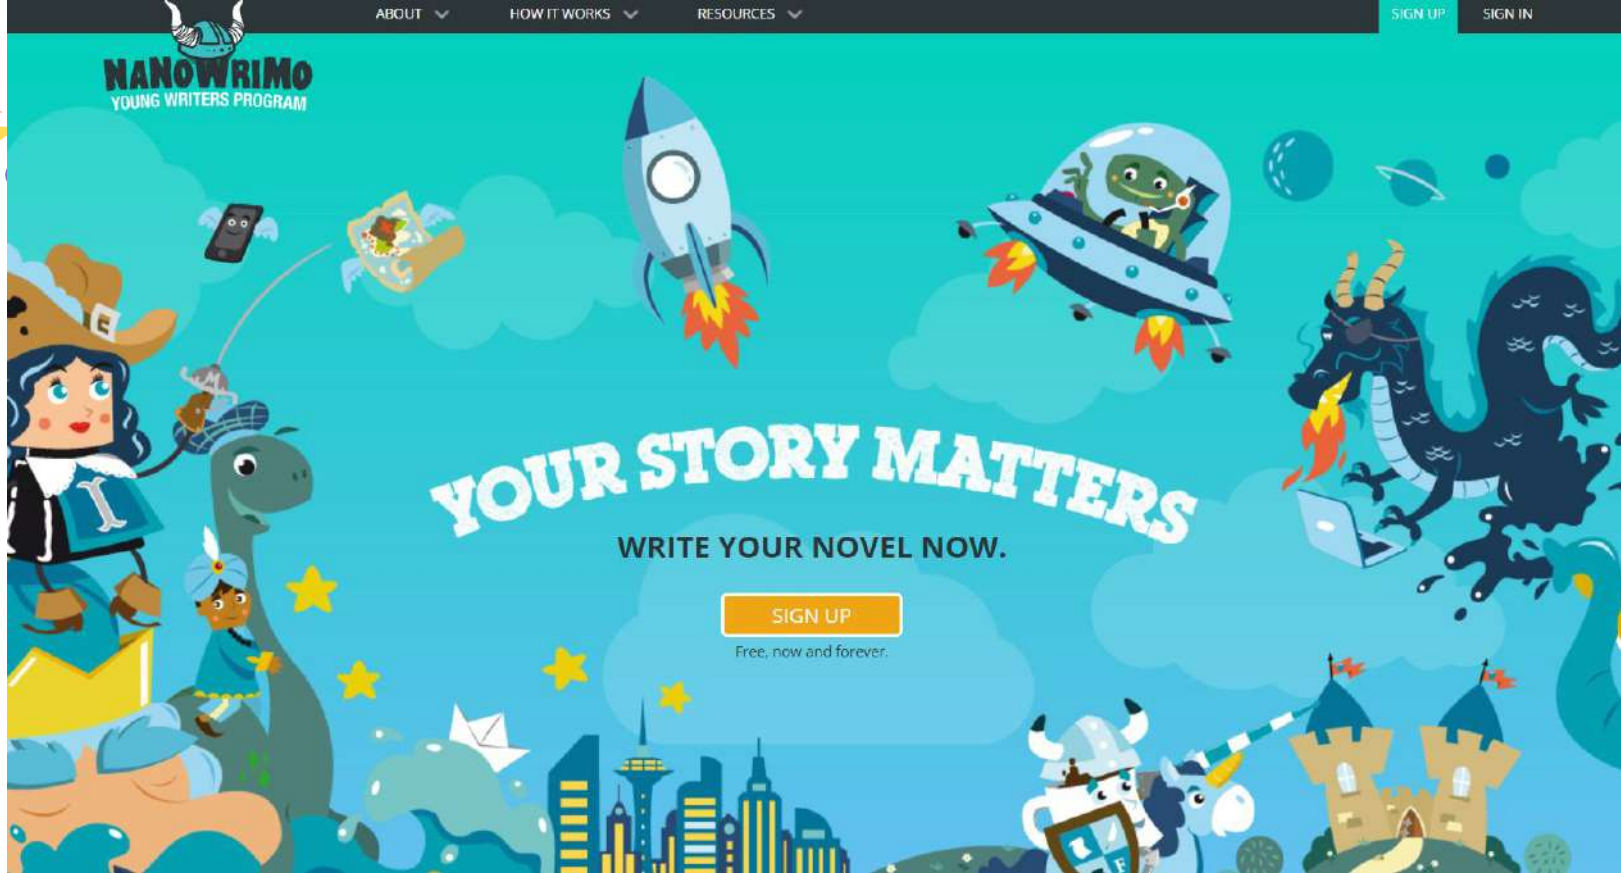 ABOUT
HOW IT WORKS
RESOURCES
SIGN UP
SIGN IN
NANOWRIMO
YOUNG WRITERS PROGRAM
YOUR STORY MATTERS
WRITE YOUR NOVEL NOW.
SIGN UP
Free, now and forever.
I
F